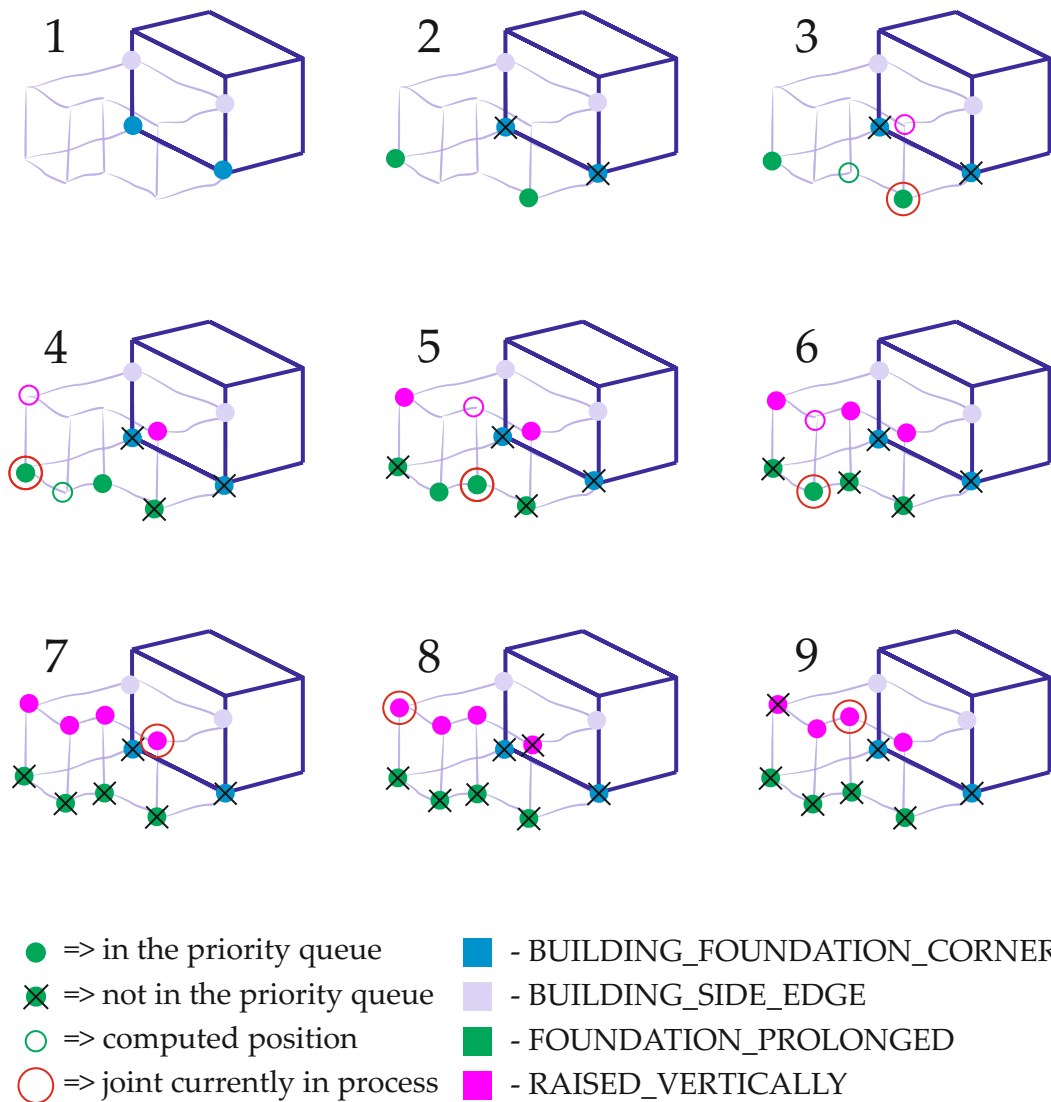 1 2 3
4 5 6
7 8 9
=> in the priority queue - BUILDING_FOUNDATION_CORNER
=> not in the priority queue - BUILDING_SIDE_EDGE
=> computed position - FOUNDATION_PROLONGED
=> joint currently in process - RAISED_VERTICALLY